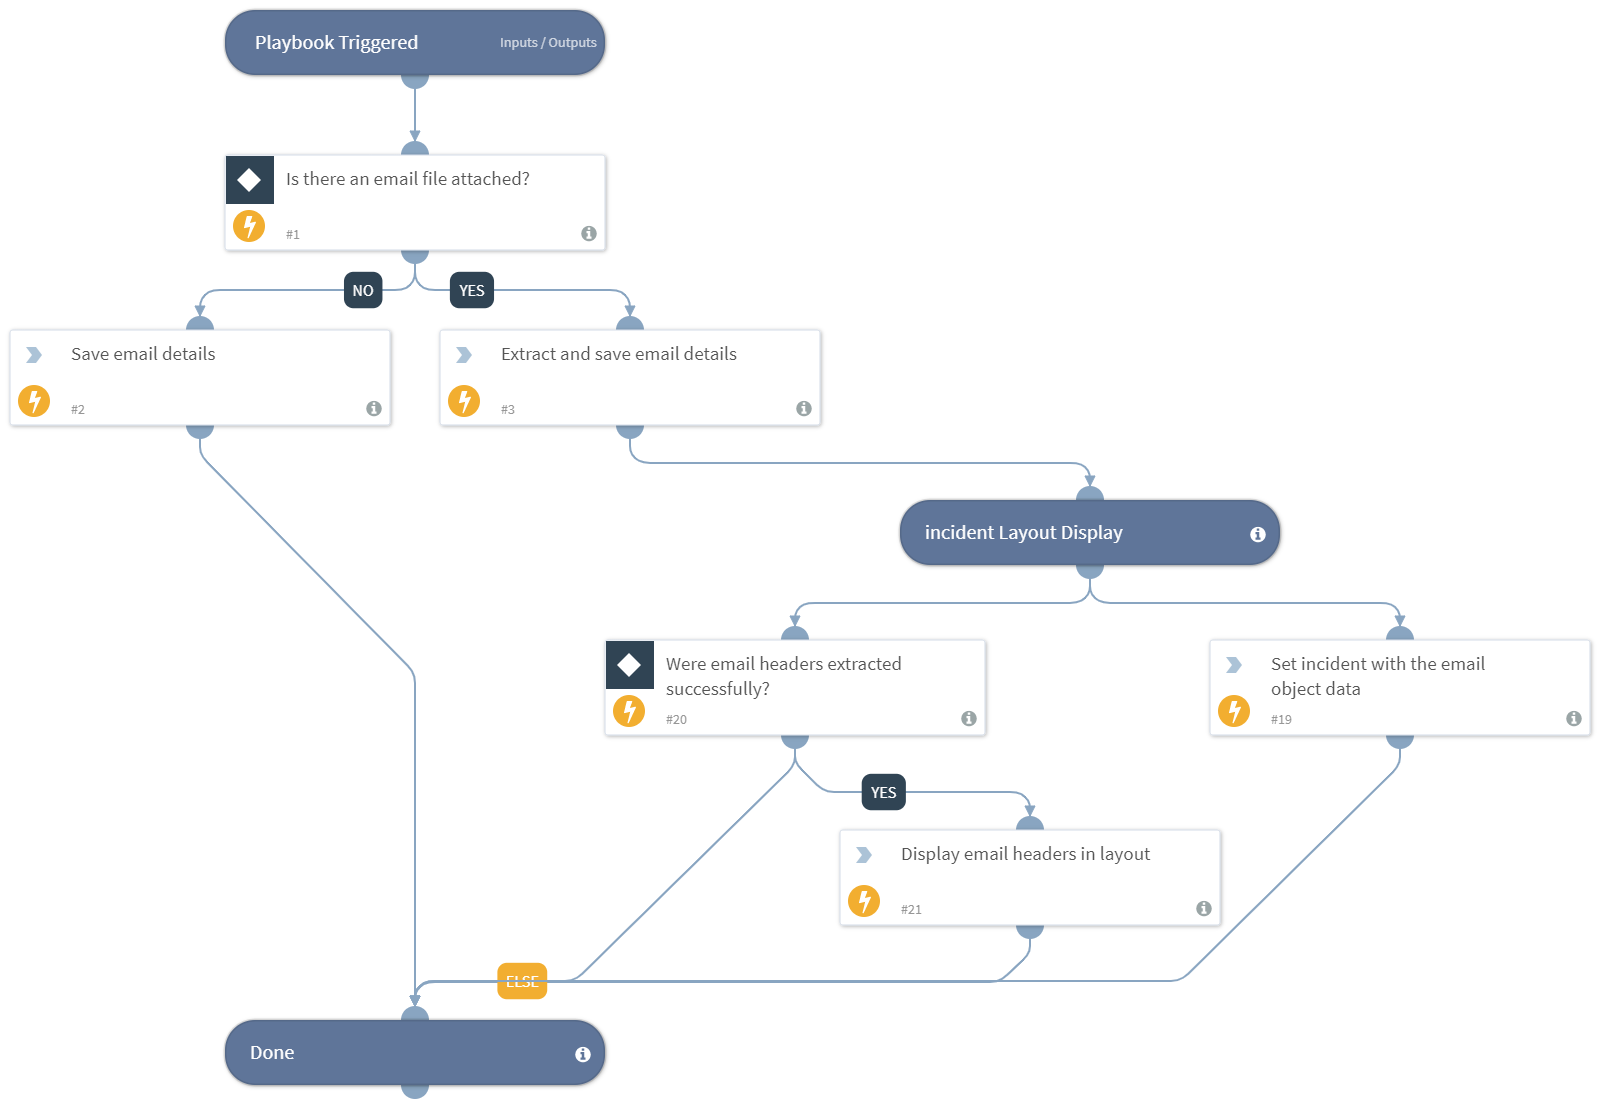 Playbook Triggered
Inputs / Outputs
Is there an email file attached?
#1
NO
YES
Save email details
#2
Extract and save email details
#3
incident Layout Display
Were email headers extracted
successfully?
#20
Set incident with the email
object data
#19
YES
Display email headers in layout
#21
ELSE
Done